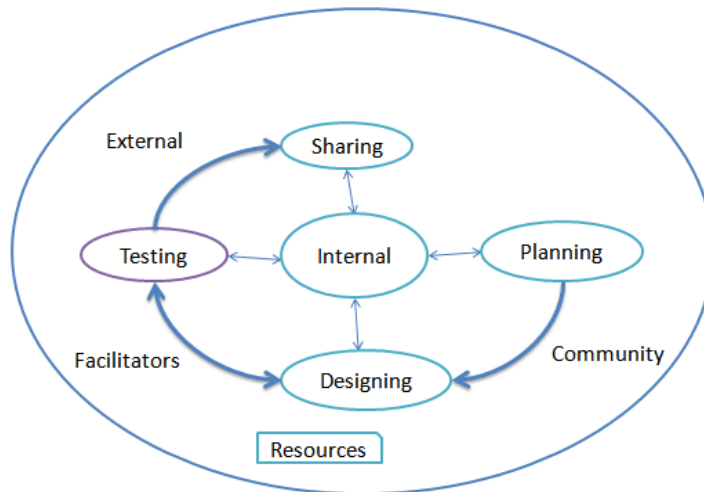 External
Sharing
Testing
Internal
Planning
Facilitators
Designing
Community
Resources